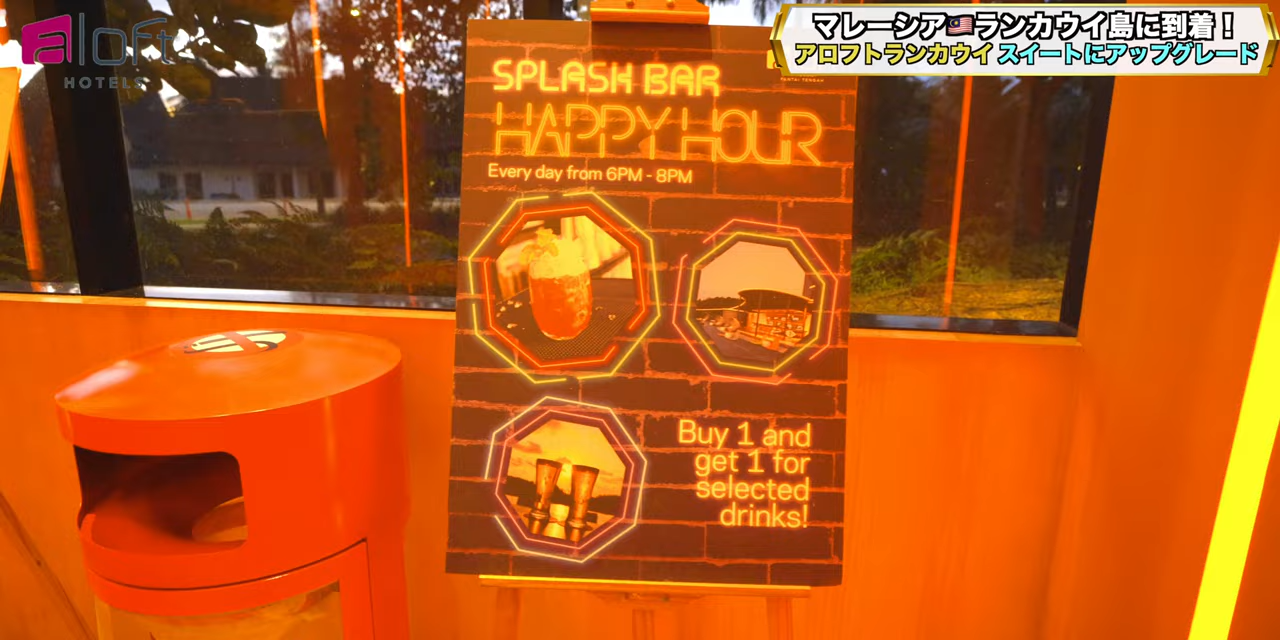 aloft
HOTELS
マレーシア🇲🇾ランカウイ島に到着！
アロフトランカウイ スイートにアップグレード
SPLASH BAR
HAPPY HOUR
Every day from 6PM - 8PM
Buy 1 and
get 1 for
selected
drinks!